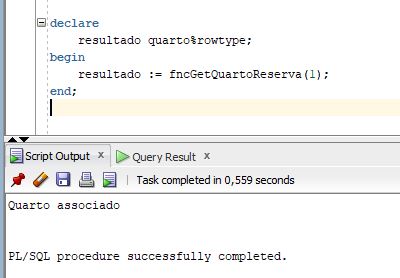 declare
resultado quarto%rowtype;
begin
resultado := fncGetQuartoReserva(1);
end;
Script Output x Query Result x
Task completed in 0,559 seconds
Quarto associado
PL/SQL procedure successfully completed.